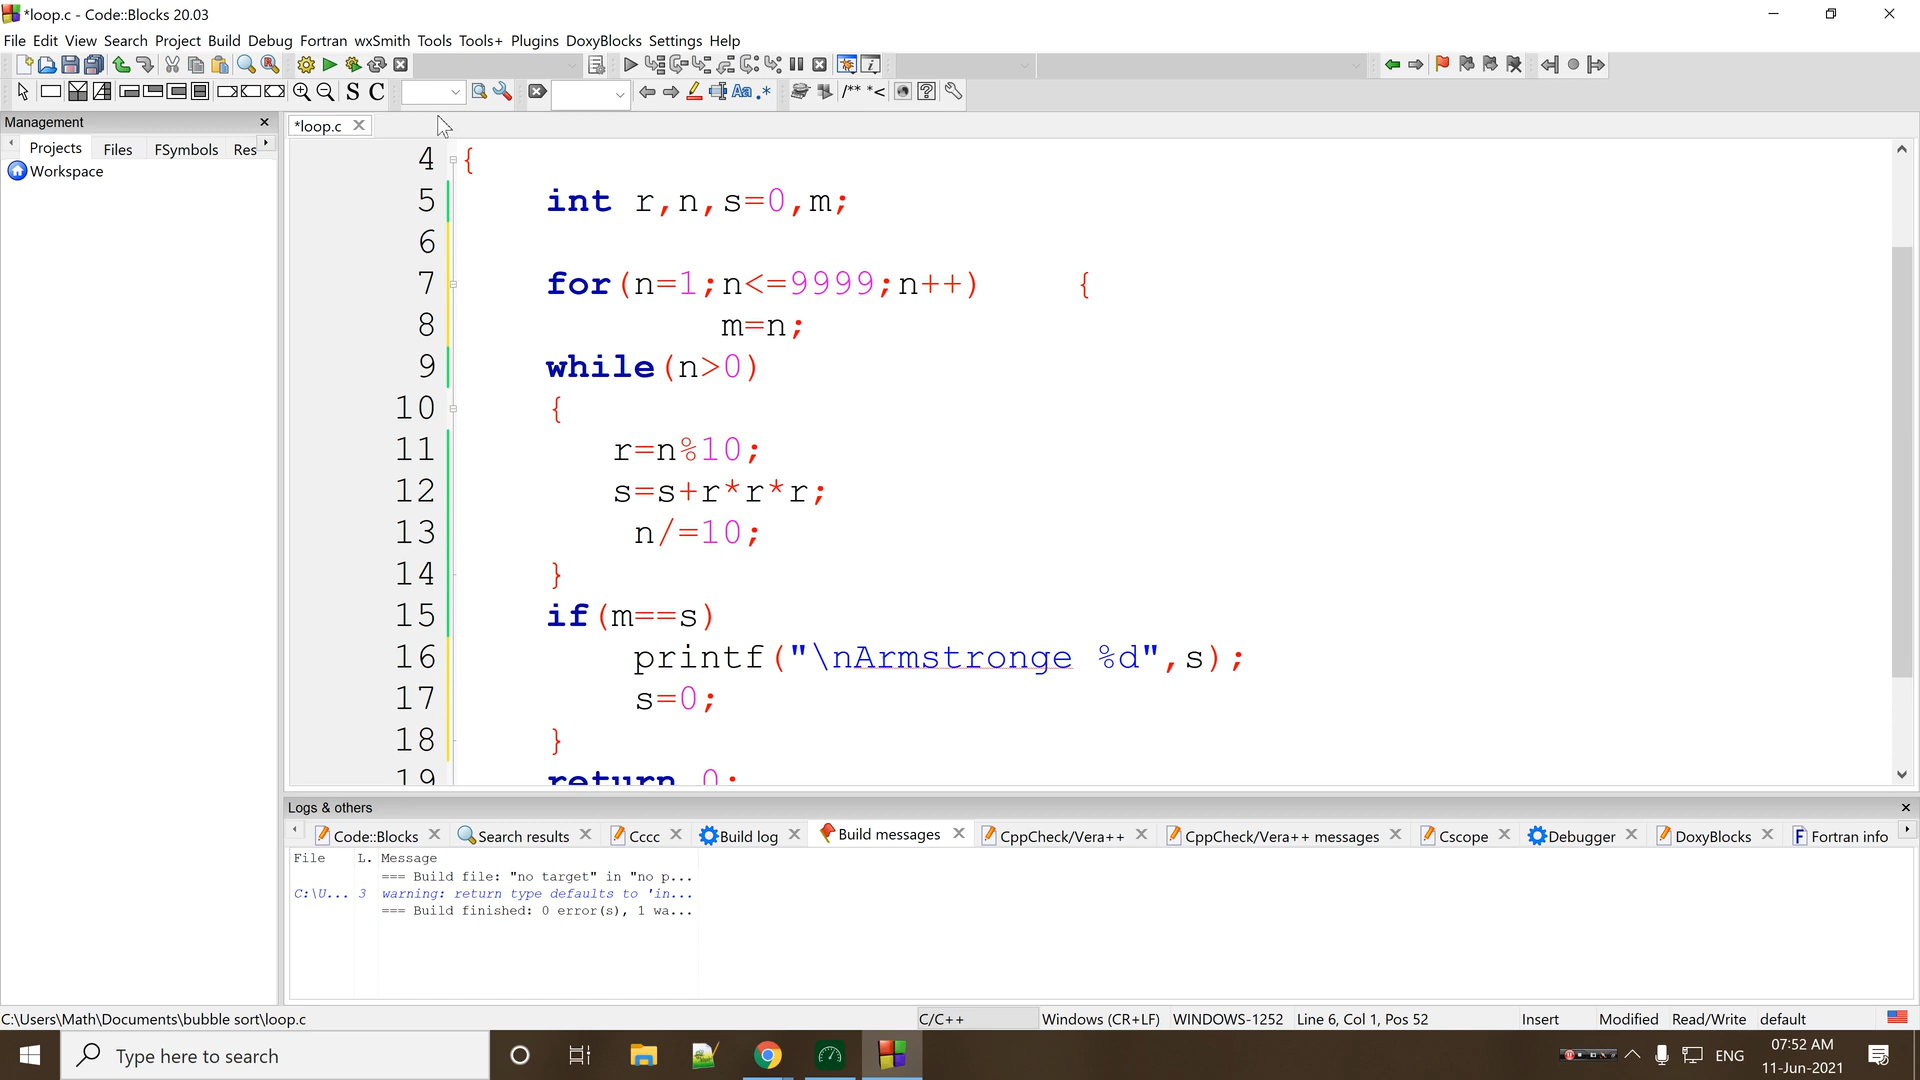 *loop.c - Code::Blocks 20.03
File Edit View Search Project Build Debug Fortran wxSmith Tools Tools+ Plugins DoxyBlocks Settings Help
S C Aa .* /** *<
Management
*loop.c
Projects Files FSymbols Res
Workspace
4 {
5 int r,n,s=0,m;
6
7 for(n=1;n<=9999;n++) {
8 m=n;
9 while(n>0)
10 {
11 r=n%10;
12 s=s+r*r*r;
13 n/=10;
14 }
15 if(m==s)
16 printf("\nArmstronge %d",s);
17 s=0;
18 }
19 return 0;
Logs & others
Code::Blocks Search results Cccc Build log Build messages CppCheck/Vera++ CppCheck/Vera++ messages Cscope Debugger DoxyBlocks Fortran info
File L. Message
=== Build file: "no target" in "no p...
C:\U... 3 warning: return type defaults to 'in...
=== Build finished: 0 error(s), 1 wa...
C:\Users\Math\Documents\bubble sort\loop.c C/C++ Windows (CR+LF) WINDOWS-1252 Line 6, Col 1, Pos 52 Insert Modified Read/Write default
Type here to search
ENG
07:52 AM
11-Jun-2021